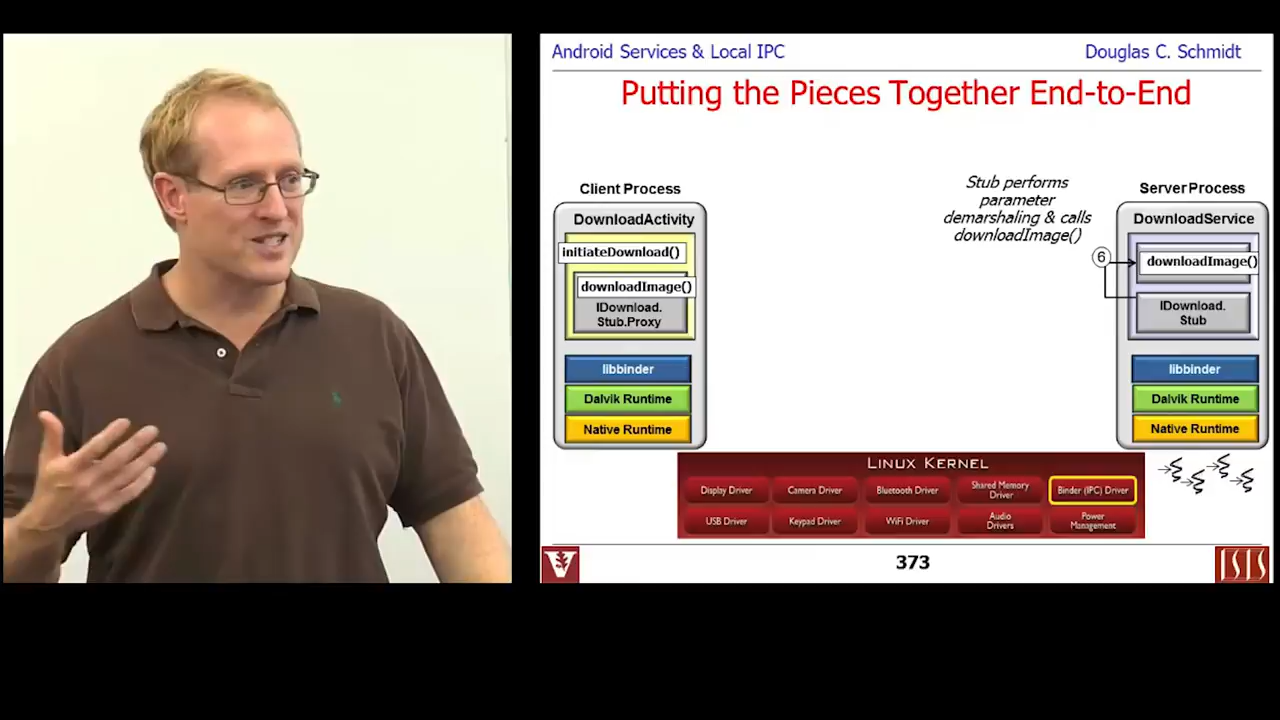 Android Services & Local IPC
Douglas C. Schmidt
Putting the Pieces Together End-to-End
Client Process
DownloadActivity
initiateDownload()
downloadImage()
IDownload.
Stub.Proxy
libbinder
Dalvik Runtime
Native Runtime
Stub performs
parameter
demarshaling & calls
downloadImage()
6
Server Process
DownloadService
downloadImage()
IDownload.
Stub
libbinder
Dalvik Runtime
Native Runtime
LINUX KERNEL
Display Driver
Camera Driver
Bluetooth Driver
Shared Memory
Driver
Binder (IPC) Driver
USB Driver
Keypad Driver
WiFi Driver
Audio
Drivers
Power
Management
V
373
ISIS